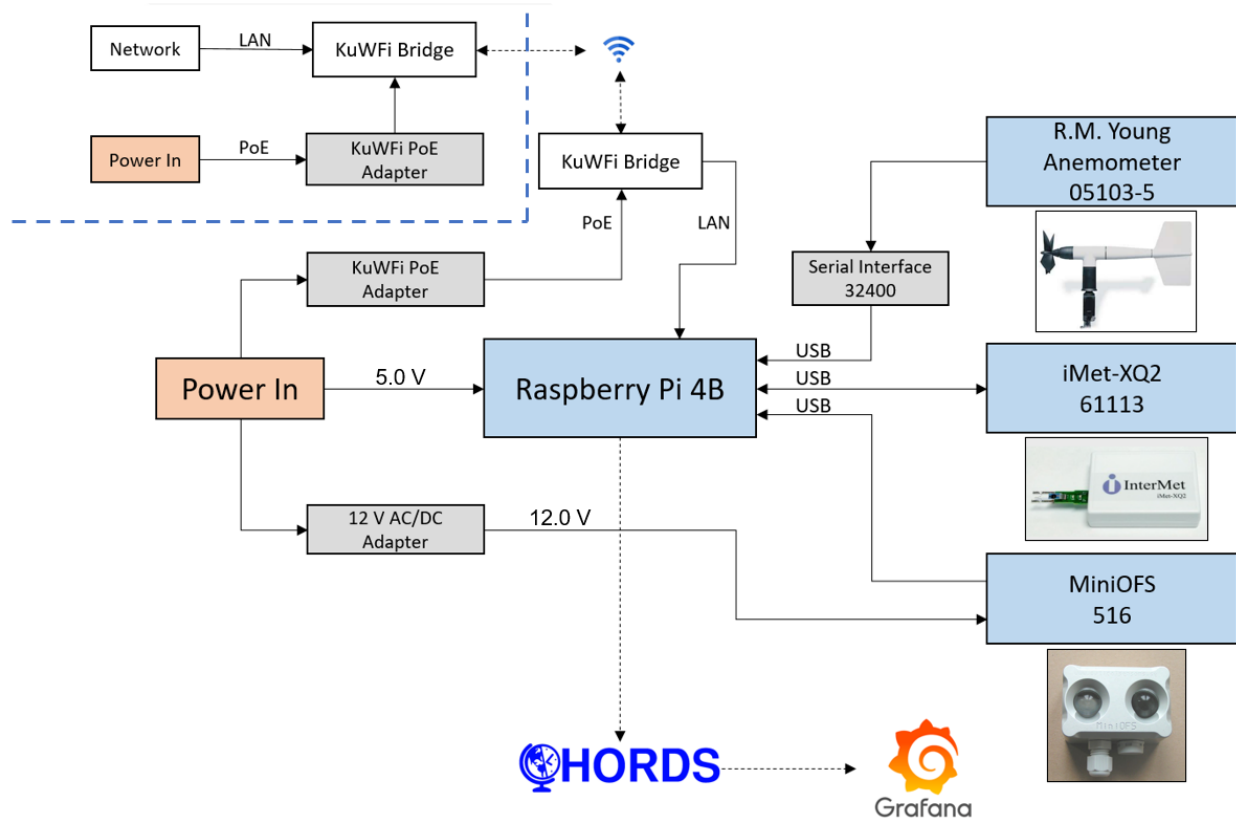 Network
LAN
KuWFi Bridge
Power In
PoE
KuWFi PoE
Adapter
KuWFi Bridge
PoE
LAN
R.M. Young
Anemometer
05103-5
KuWFi PoE
Adapter
Serial Interface
32400
Power In
5.0 V
Raspberry Pi 4B
USB
USB
USB
iMet-XQ2
61113
InterMet
iMet-XQ2
12 V AC/DC
Adapter
12.0 V
MiniOFS
516
MiniOFS
CHORDS
Grafana